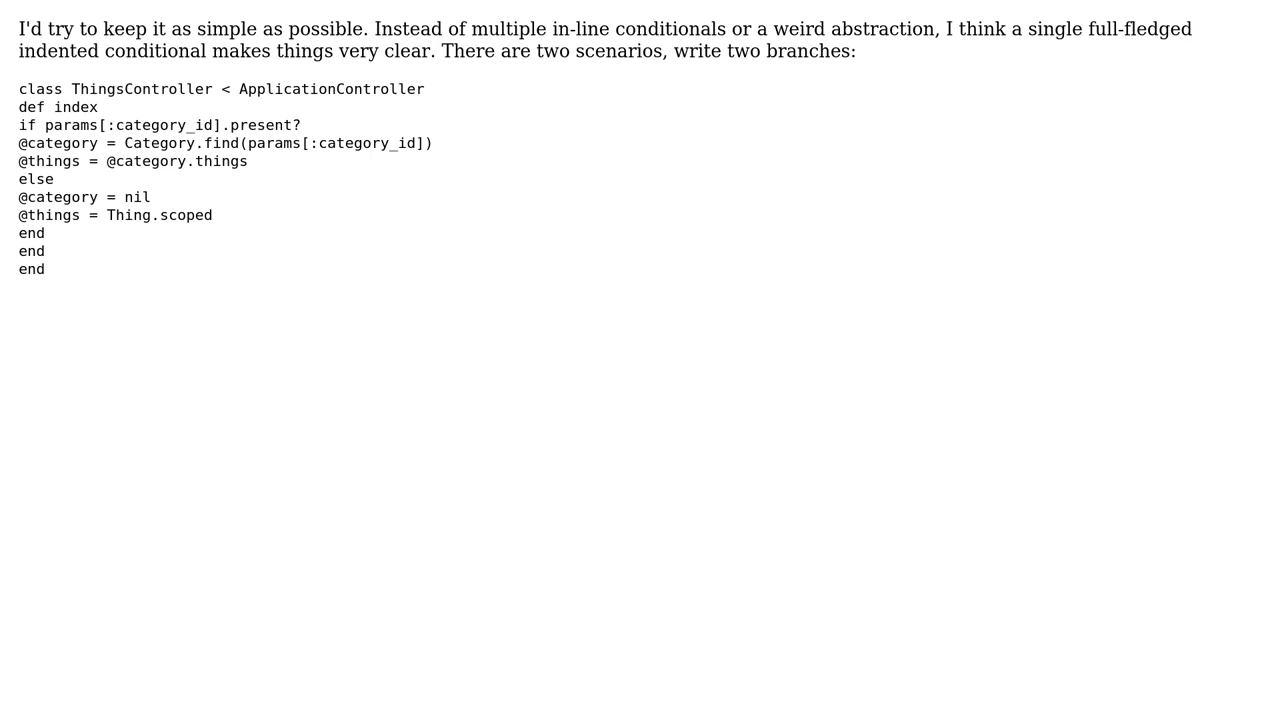 I'd try to keep it as simple as possible. Instead of multiple in-line conditionals or a weird abstraction, I think a single full-fledged
indented conditional makes things very clear. There are two scenarios, write two branches:
class ThingsController < ApplicationController
def index
if params[:category_id].present?
@category = Category.find(params[:category_id])
@things = @category.things
else
@category = nil
@things = Thing.scoped
end
end
end